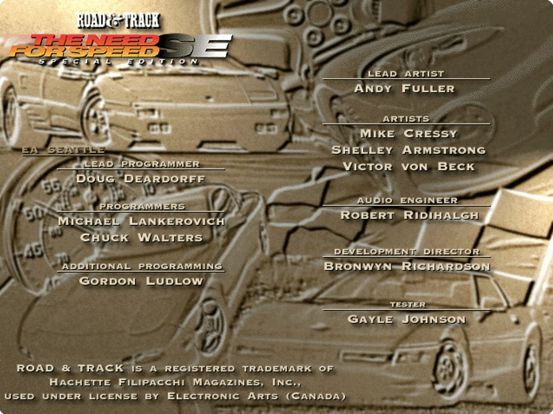 ROAD & TRACK
THE NEED
FOR SPEED SE
SPECIAL EDITION
EA SEATTLE
LEAD PROGRAMMER
DOUG DEARDORFF
PROGRAMMERS
MICHAEL LANKEROVICH
CHUCK WALTERS
ADDITIONAL PROGRAMMING
GORDON LUDLOW
LEAD ARTIST
ANDY FULLER
ARTISTS
MIKE CRESSY
SHELLEY ARMSTRONG
VICTOR VON BECK
AUDIO ENGINEER
ROBERT RIDIHALGH
DEVELOPMENT DIRECTOR
BRONWYN RICHARDSON
TESTER
GAYLE JOHNSON
ROAD & TRACK IS A REGISTERED TRADEMARK OF
HACHETTE FILIPACCHI MAGAZINES, INC.,
USED UNDER LICENSE BY ELECTRONIC ARTS (CANADA)